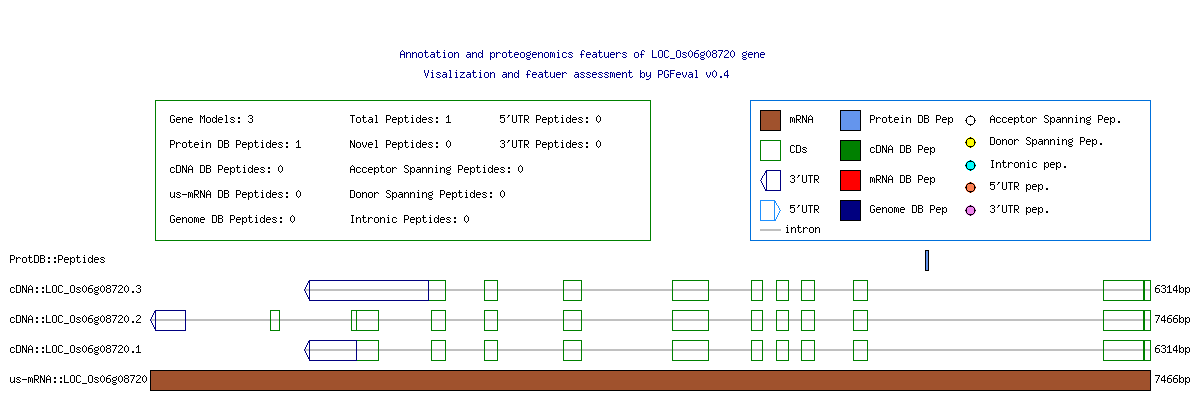 Annotation and proteogenomics featuers of LOC_Os06g08720 gene
Visalization and featuer assessment by PGFeval v0.4
Gene Models: 3 Total Peptides: 1 5'UTR Peptides: 0
Protein DB Peptides: 1 Novel Peptides: 0 3'UTR Peptides: 0
cDNA DB Peptides: 0 Acceptor Spanning Peptides: 0
us-mRNA DB Peptides: 0 Donor Spanning Peptides: 0
Genome DB Peptides: 0 Intronic Peptides: 0
mRNA Protein DB Pep Acceptor Spanning Pep.
CDs cDNA DB Pep Donor Spanning Pep.
3'UTR mRNA DB Pep Intronic pep.
5'UTR Genome DB Pep 5'UTR pep.
intron 3'UTR pep.
ProtDB::Peptides
cDNA::LOC_Os06g08720.3 6314bp
cDNA::LOC_Os06g08720.2 7466bp
cDNA::LOC_Os06g08720.1 6314bp
us-mRNA::LOC_Os06g08720 7466bp